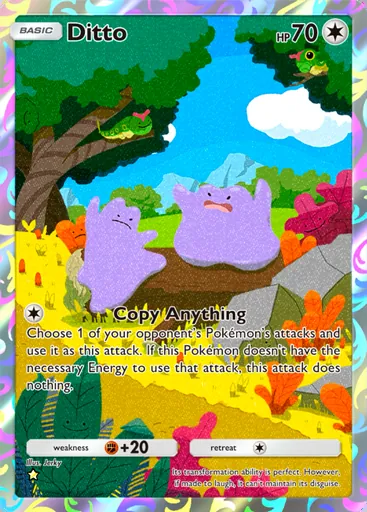 BASIC Ditto HP 70
Copy Anything
Choose 1 of your opponent's Pokémon's attacks and
use it as this attack. If this Pokémon doesn't have the
necessary Energy to use that attack, this attack does
nothing.
weakness +20 retreat
Illus. Jerky
Its transformation ability is perfect. However,
if made to laugh, it can't maintain its disguise.